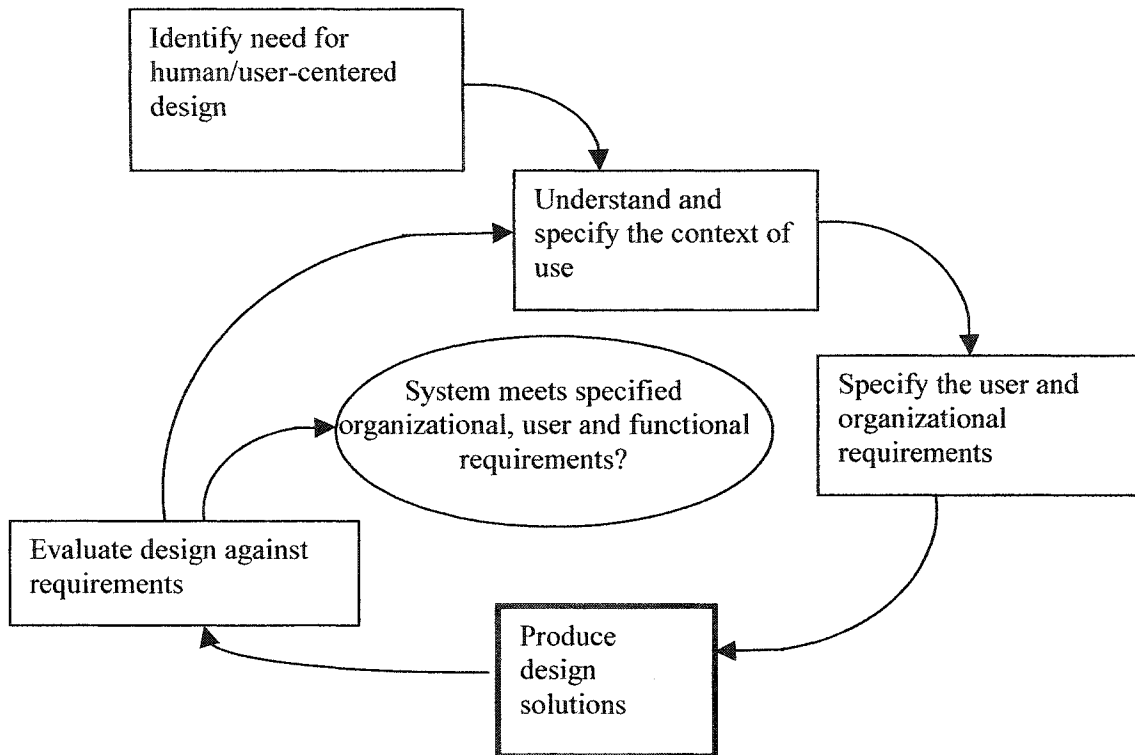 Identify need for
human/user-centered
design
Understand and
specify the context of
use
Specify the user and
organizational
requirements
System meets specified
organizational, user and functional
requirements?
Evaluate design against
requirements
Produce
design
solutions